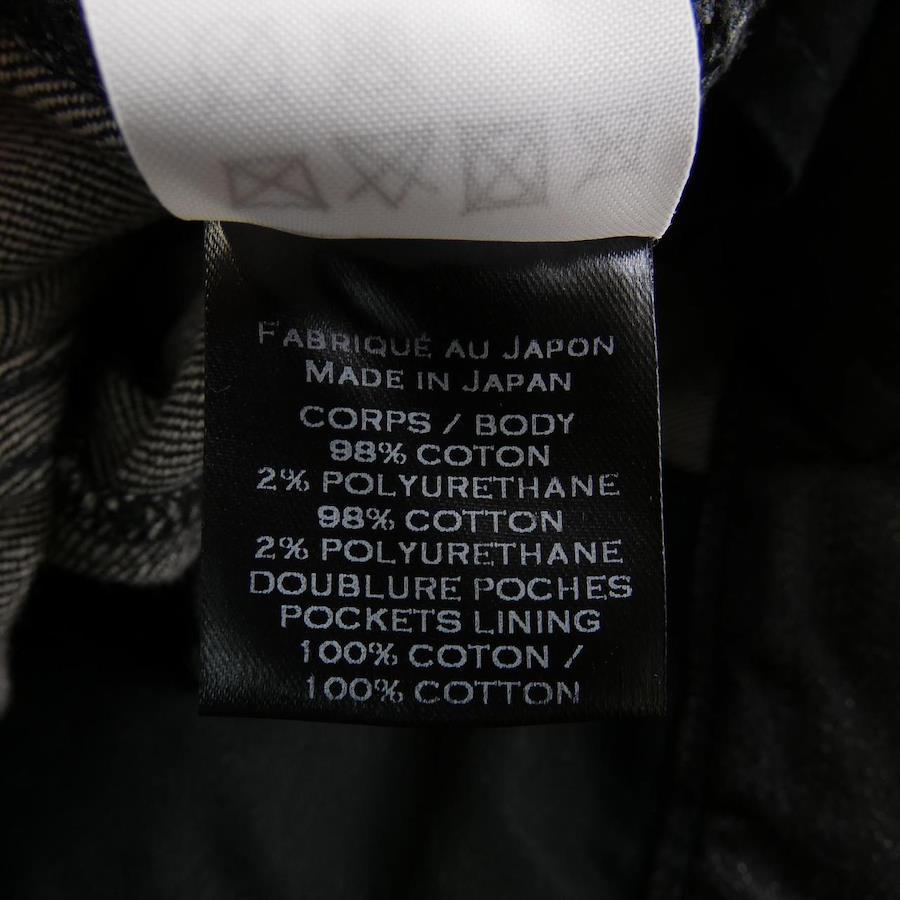 FABRIQUÉ AU JAPON
MADE IN JAPAN
CORPS / BODY
98% COTON
2% POLYURETHANE
98% COTTON
2% POLYURETHANE
DOUBLURE POCHES
POCKETS LINING
100% COTON /
100% COTTON